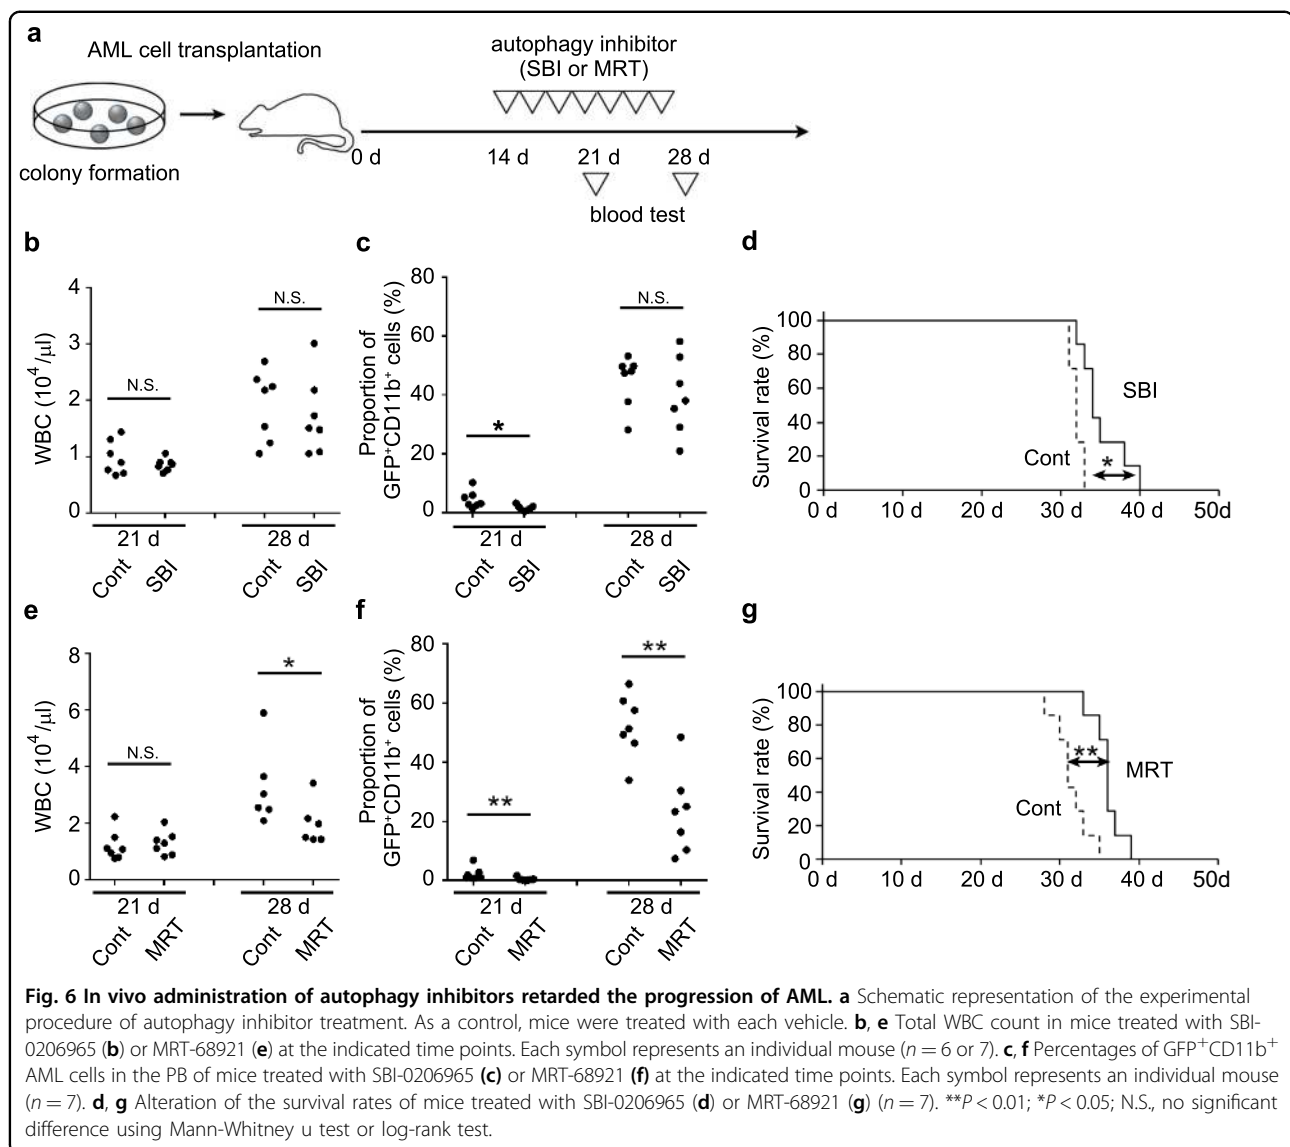 a
AML cell transplantation
autophagy inhibitor
(SBI or MRT)
colony formation
0 d
14 d
21 d
28 d
blood test
b
WBC (10⁴/μl)
4
3
2
1
0
N.S.
N.S.
21 d
28 d
Cont
SBI
Cont
SBI
c
Proportion of
GFP⁺CD11b⁺ cells (%)
80
60
40
20
0
*
N.S.
21 d
28 d
Cont
SBI
Cont
SBI
d
Survival rate (%)
100
80
60
40
20
0
SBI
Cont
*
0 d
10 d
20 d
30 d
40 d
50d
e
WBC (10⁴/μl)
8
6
4
2
0
N.S.
*
21 d
28 d
Cont
MRT
Cont
MRT
f
Proportion of
GFP⁺CD11b⁺ cells (%)
80
60
40
20
0
**
**
21 d
28 d
Cont
MRT
Cont
MRT
g
Survival rate (%)
100
80
60
40
20
0
**
MRT
Cont
0 d
10 d
20 d
30 d
40 d
50d
Fig. 6 In vivo administration of autophagy inhibitors retarded the progression of AML. a Schematic representation of the experimental
procedure of autophagy inhibitor treatment. As a control, mice were treated with each vehicle. b, e Total WBC count in mice treated with SBI-
0206965 (b) or MRT-68921 (e) at the indicated time points. Each symbol represents an individual mouse (n = 6 or 7). c, f Percentages of GFP⁺CD11b⁺
AML cells in the PB of mice treated with SBI-0206965 (c) or MRT-68921 (f) at the indicated time points. Each symbol represents an individual mouse
(n = 7). d, g Alteration of the survival rates of mice treated with SBI-0206965 (d) or MRT-68921 (g) (n = 7). **P < 0.01; *P < 0.05; N.S., no significant
difference using Mann-Whitney u test or log-rank test.